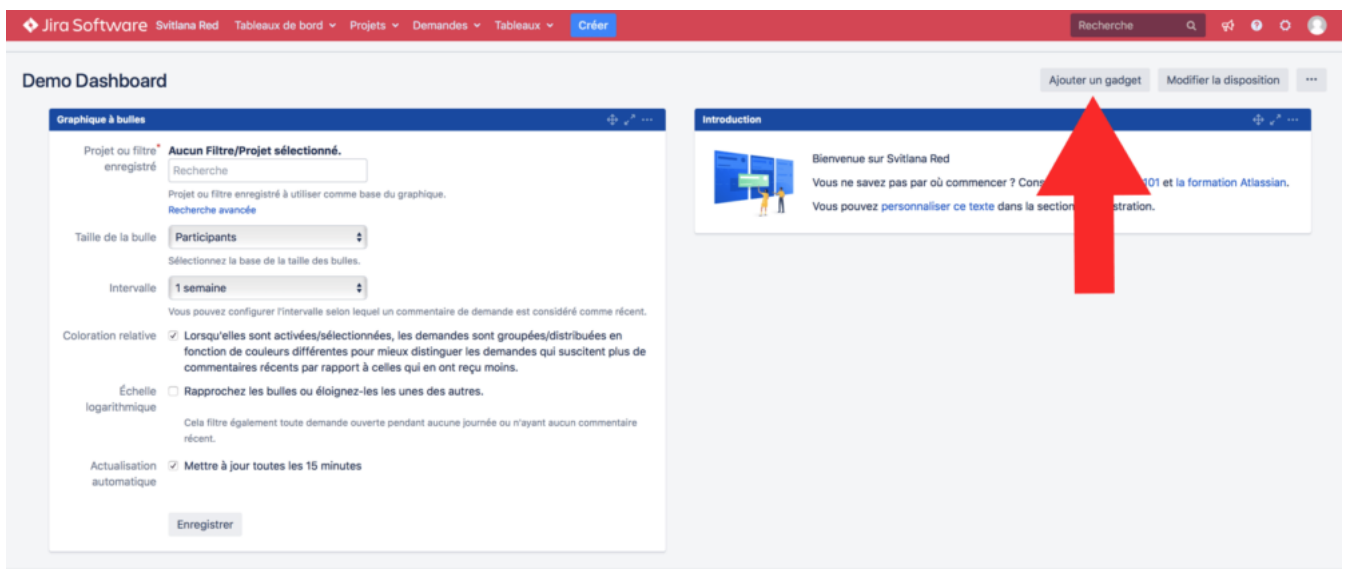 Jira Software Svitlana Red Tableaux de bord Projets Demandes Tableaux Créer Recherche
Demo Dashboard
Ajouter un gadget Modifier la disposition
Graphique à bulles
Projet ou filtre* Aucun Filtre/Projet sélectionné.
enregistré Recherche
Projet ou filtre enregistré à utiliser comme base du graphique.
Recherche avancée
Taille de la bulle Participants
Sélectionnez la base de la taille des bulles.
Intervalle 1 semaine
Vous pouvez configurer l'intervalle selon lequel un commentaire de demande est considéré comme récent.
Coloration relative Lorsqu'elles sont activées/sélectionnées, les demandes sont groupées/distribuées en
fonction de couleurs différentes pour mieux distinguer les demandes qui suscitent plus de
commentaires récents par rapport à celles qui en ont reçu moins.
Échelle Rapprochez les bulles ou éloignez-les les unes des autres.
logarithmique
Cela filtre également toute demande ouverte pendant aucune journée ou n'ayant aucun commentaire
récent.
Actualisation Mettre à jour toutes les 15 minutes
automatique
Enregistrer
Introduction
Bienvenue sur Svitlana Red
Vous ne savez pas par où commencer ? 101 et la formation Atlassian.
Vous pouvez personnaliser ce texte dans la